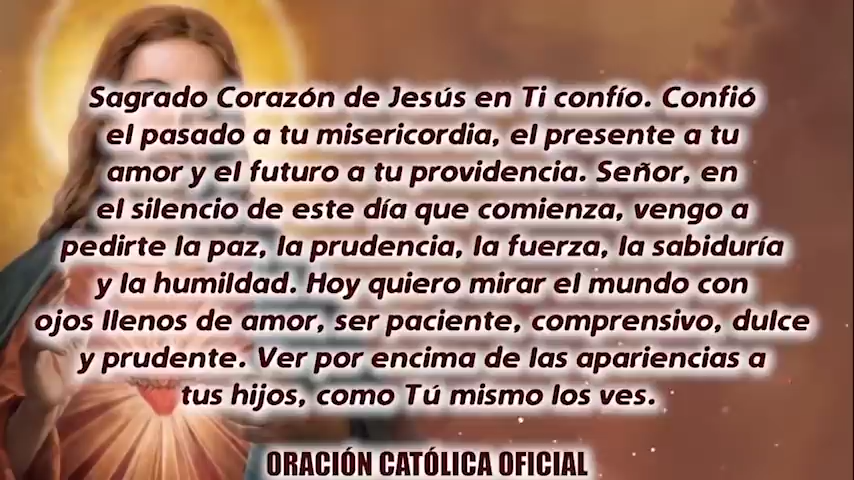 Sagrado Corazón de Jesús en Ti confío. Confió
el pasado a tu misericordia, el presente a tu
amor y el futuro a tu providencia. Señor, en
el silencio de este día que comienza, vengo a
pedirte la paz, la prudencia, la fuerza, la sabiduría
y la humildad. Hoy quiero mirar el mundo con
ojos llenos de amor, ser paciente, comprensivo, dulce
y prudente. Ver por encima de las apariencias a
tus hijos, como Tú mismo los ves.
ORACIÓN CATÓLICA OFICIAL